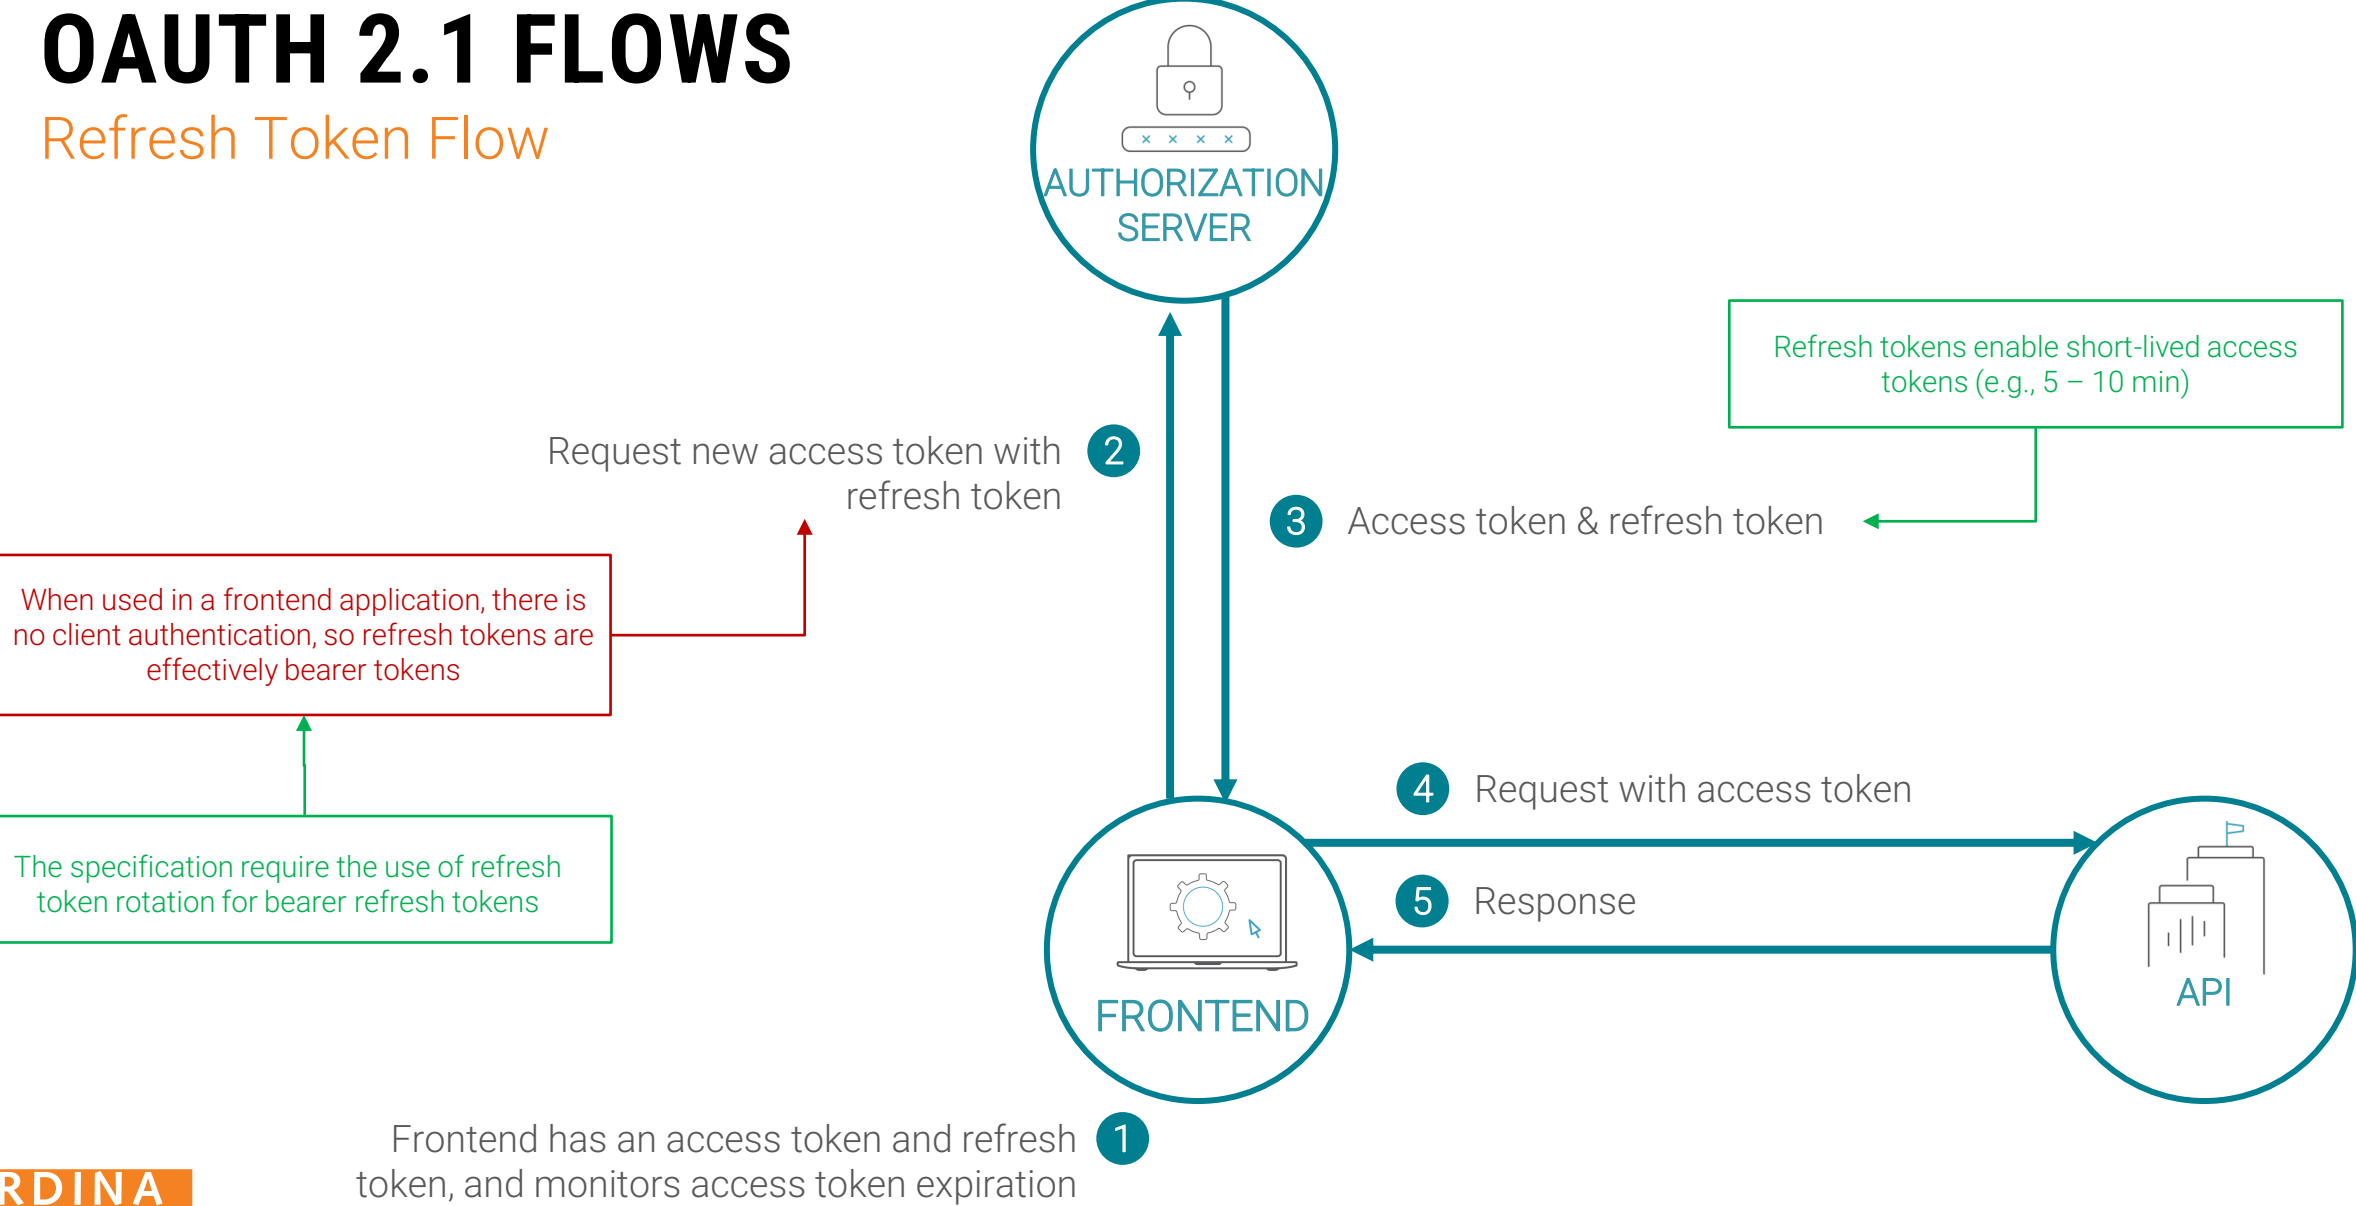 OAUTH 2.1 FLOWS
Refresh Token Flow
AUTHORIZATION
SERVER
Refresh tokens enable short-lived access
tokens (e.g., 5 – 10 min)
Request new access token with
refresh token
2
3 Access token & refresh token
When used in a frontend application, there is
no client authentication, so refresh tokens are
effectively bearer tokens
The specification require the use of refresh
token rotation for bearer refresh tokens
4 Request with access token
5 Response
FRONTEND
API
Frontend has an access token and refresh
token, and monitors access token expiration
1
RDINA